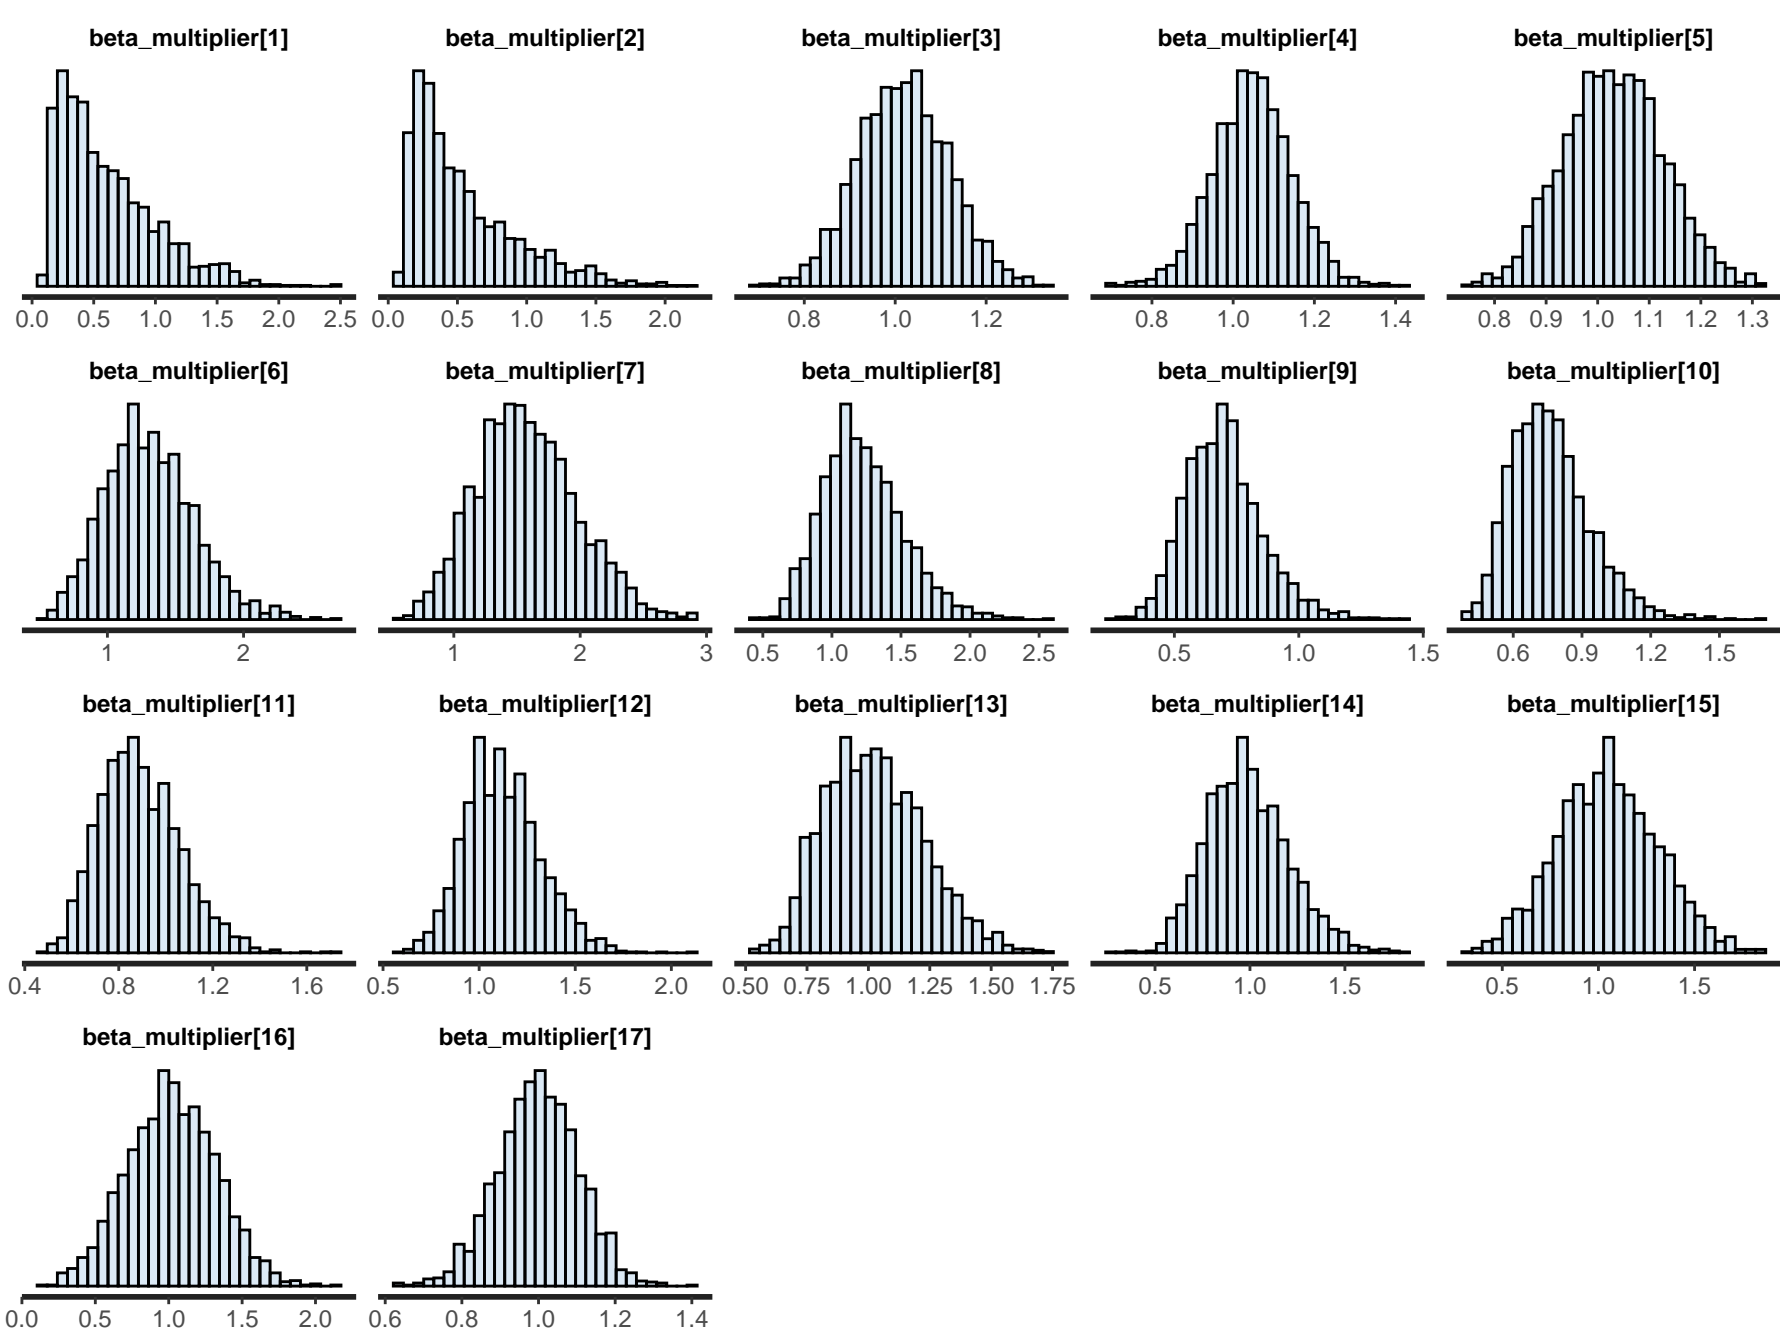 beta_multiplier[1] beta_multiplier[2] beta_multiplier[3] beta_multiplier[4] beta_multiplier[5]
0.0 0.5 1.0 1.5 2.0 2.5 0.0 0.5 1.0 1.5 2.0 0.8 1.0 1.2 0.8 1.0 1.2 1.4 0.8 0.9 1.0 1.1 1.2 1.3
beta_multiplier[6] beta_multiplier[7] beta_multiplier[8] beta_multiplier[9] beta_multiplier[10]
1 2 1 2 3 0.5 1.0 1.5 2.0 2.5 0.5 1.0 1.5 0.6 0.9 1.2 1.5
beta_multiplier[11] beta_multiplier[12] beta_multiplier[13] beta_multiplier[14] beta_multiplier[15]
0.4 0.8 1.2 1.6 0.5 1.0 1.5 2.0 0.50 0.75 1.00 1.25 1.50 1.75 0.5 1.0 1.5 0.5 1.0 1.5
beta_multiplier[16] beta_multiplier[17]
0.0 0.5 1.0 1.5 2.0 0.6 0.8 1.0 1.2 1.4